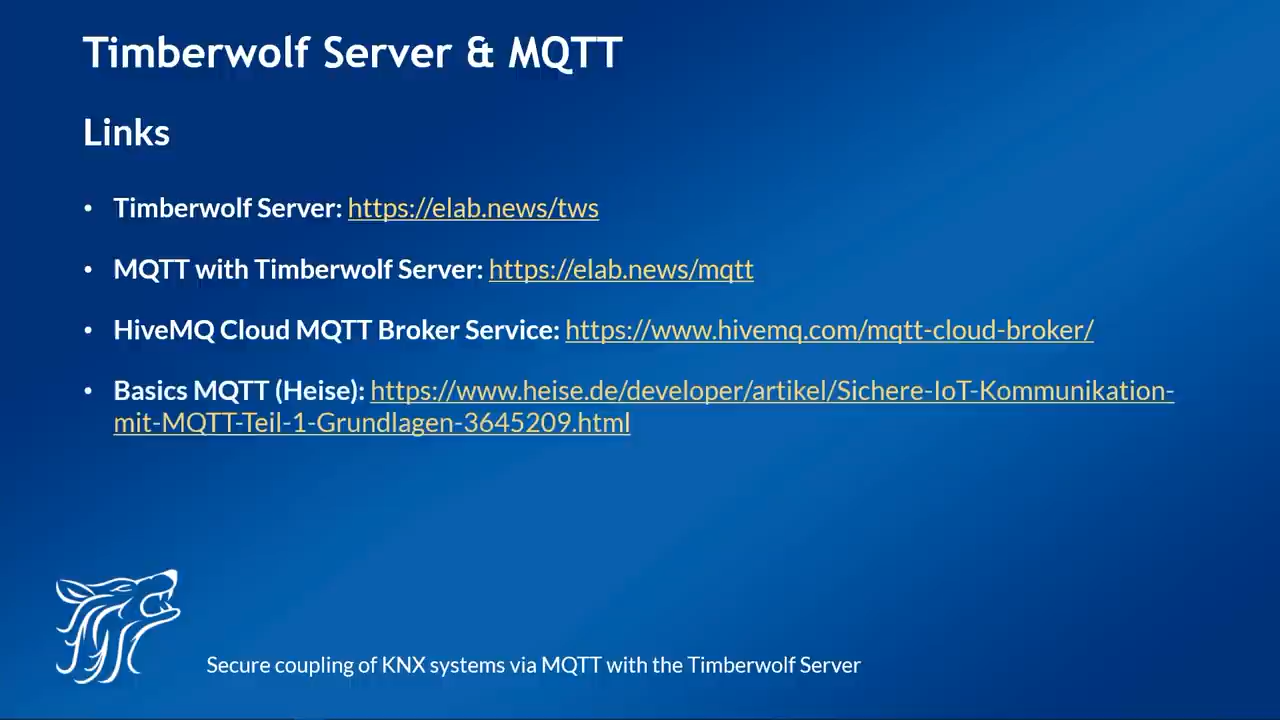 Timberwolf Server & MQTT
Links
• Timberwolf Server: https://elab.news/tws
• MQTT with Timberwolf Server: https://elab.news/mqtt
• HiveMQ Cloud MQTT Broker Service: https://www.hivemq.com/mqtt-cloud-broker/
• Basics MQTT (Heise): https://www.heise.de/developer/artikel/Sichere-IoT-Kommunikation-
mit-MQTT-Teil-1-Grundlagen-3645209.html
Secure coupling of KNX systems via MQTT with the Timberwolf Server